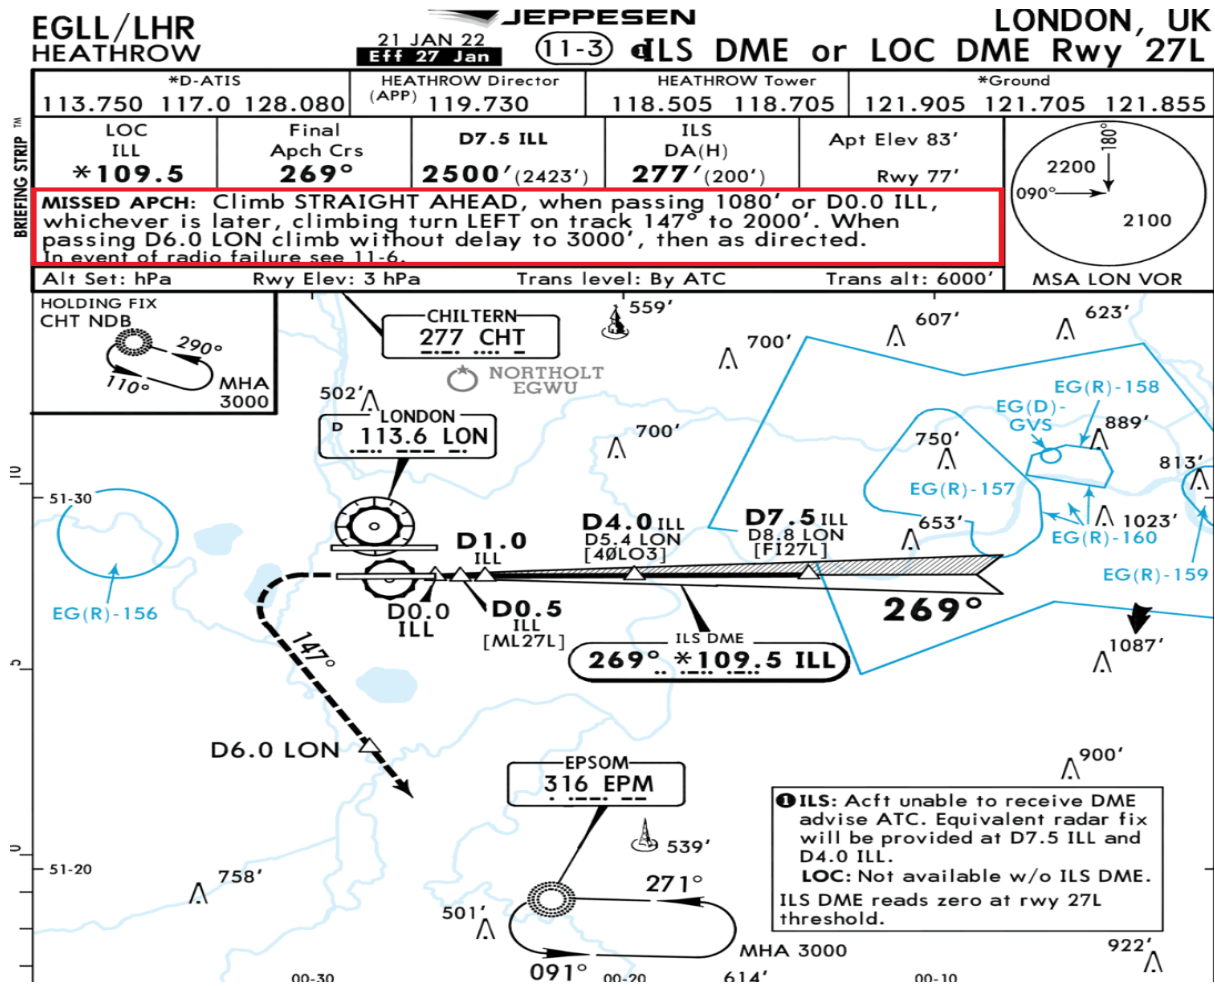 EGLL/LHR
HEATHROW
JEPPESEN
21 JAN 22
Eff 27 Jan
11-3
LONDON, UK
❶ILS DME or LOC DME Rwy 27L
*D-ATIS
113.750 117.0 128.080
HEATHROW Director
(APP) 119.730
HEATHROW Tower
118.505 118.705
*Ground
121.905 121.705 121.855
BRIEFING STRIP ™
LOC
ILL
*109.5
Final
Apch Crs
269°
D7.5 ILL
2500'(2423')
ILS
DA(H)
277'(200')
Apt Elev 83'
Rwy 77'
MISSED APCH: Climb STRAIGHT AHEAD, when passing 1080' or D0.0 ILL,
whichever is later, climbing turn LEFT on track 147° to 2000'. When
passing D6.0 LON climb without delay to 3000', then as directed.
In event of radio failure see 11-6.
Alt Set: hPa Rwy Elev: 3 hPa Trans level: By ATC Trans alt: 6000'
180°
2200
090°
2100
MSA LON VOR
HOLDING FIX
CHT NDB
290°
110°
MHA
3000
CHILTERN
277 CHT
559'
607'
623'
700'
NORTHOLT
EGWU
502'
LONDON
D 113.6 LON
700'
EG(R)-158
EG(D)-
GVS
889'
750'
813'
EG(R)-157
51-30
10
653'
1023'
EG(R)-160
EG(R)-159
D1.0
ILL
D4.0 ILL
D5.4 LON
[40LO3]
D7.5 ILL
D8.8 LON
[FI27L]
EG(R)-156
D0.0
ILL
D0.5
ILL
[ML27L]
269°
147°
ILS DME
269° *109.5 ILL
1087'
5
D6.0 LON
900'
EPSOM
316 EPM
❶ILS: Acft unable to receive DME
advise ATC. Equivalent radar fix
will be provided at D7.5 ILL and
D4.0 ILL.
LOC: Not available w/o ILS DME.
ILS DME reads zero at rwy 27L
threshold.
539'
0
51-20
758'
271°
501'
MHA 3000
091°
922'
00-30
00-20
614'
00-10